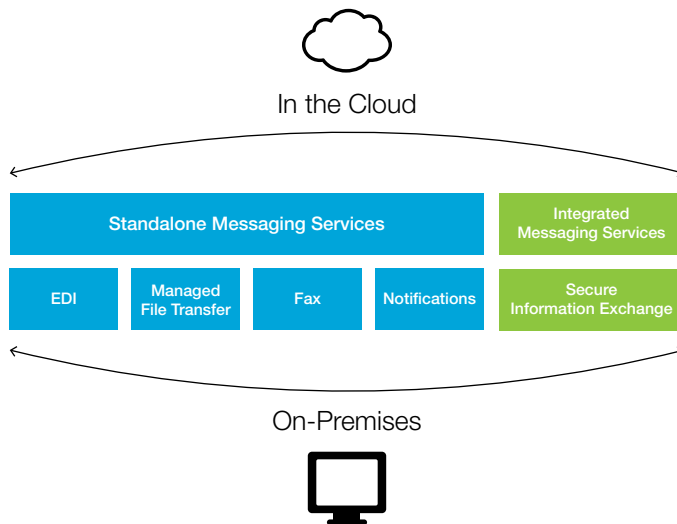 In the Cloud
Standalone Messaging Services
Integrated
Messaging Services
EDI
Managed
File Transfer
Fax
Notifications
Secure
Information Exchange
On-Premises